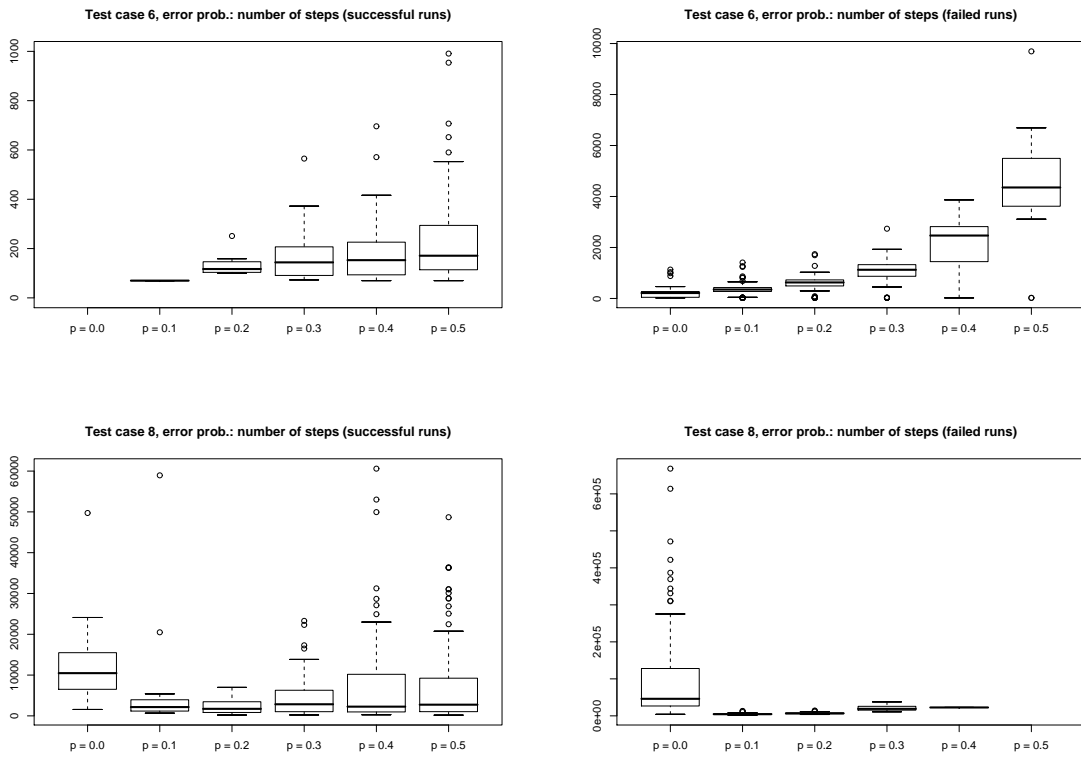 Test case 6, error prob.: number of steps (successful runs)
1000
800
600
400
200
0
p = 0.0 p = 0.1 p = 0.2 p = 0.3 p = 0.4 p = 0.5
Test case 6, error prob.: number of steps (failed runs)
10000
8000
6000
4000
2000
0
p = 0.0 p = 0.1 p = 0.2 p = 0.3 p = 0.4 p = 0.5
Test case 8, error prob.: number of steps (successful runs)
60000
50000
40000
30000
20000
10000
0
p = 0.0 p = 0.1 p = 0.2 p = 0.3 p = 0.4 p = 0.5
Test case 8, error prob.: number of steps (failed runs)
6e+05
4e+05
2e+05
0e+00
p = 0.0 p = 0.1 p = 0.2 p = 0.3 p = 0.4 p = 0.5